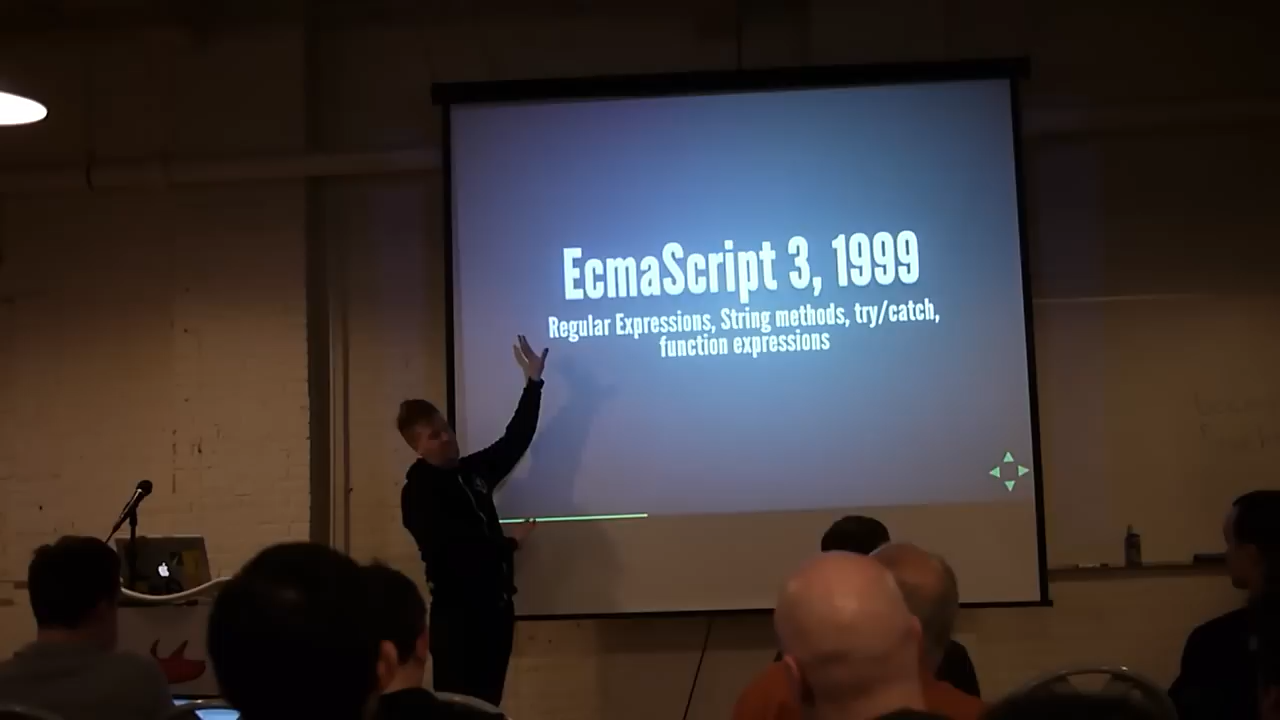 EcmaScript 3, 1999
Regular Expressions, String methods, try/catch,
function expressions